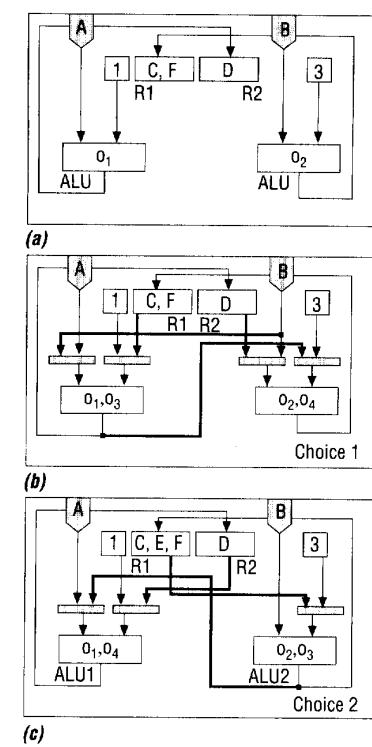 A B
1 C, F D 3
R1 R2
O1 O2
ALU ALU
(a)
A B
1 C, F D 3
R1 R2
O1,O3 O2,O4
Choice 1
(b)
A B
1 C, E, F D 3
R1 R2
O1,O4 O2,O3
ALU1 ALU2
Choice 2
(c)